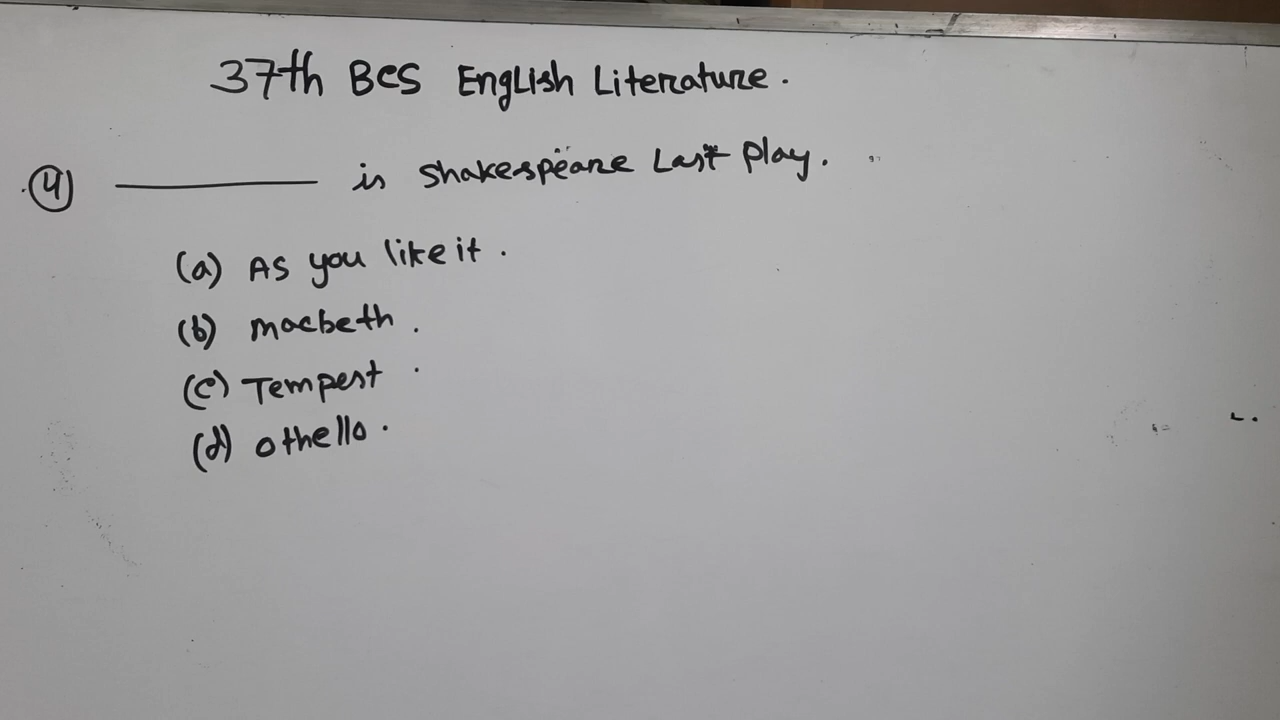 37th BCS English Literature.
(4) ________ is Shakespeare Last Play.
(a) As you like it.
(b) macbeth.
(c) Tempest.
(d) othello.